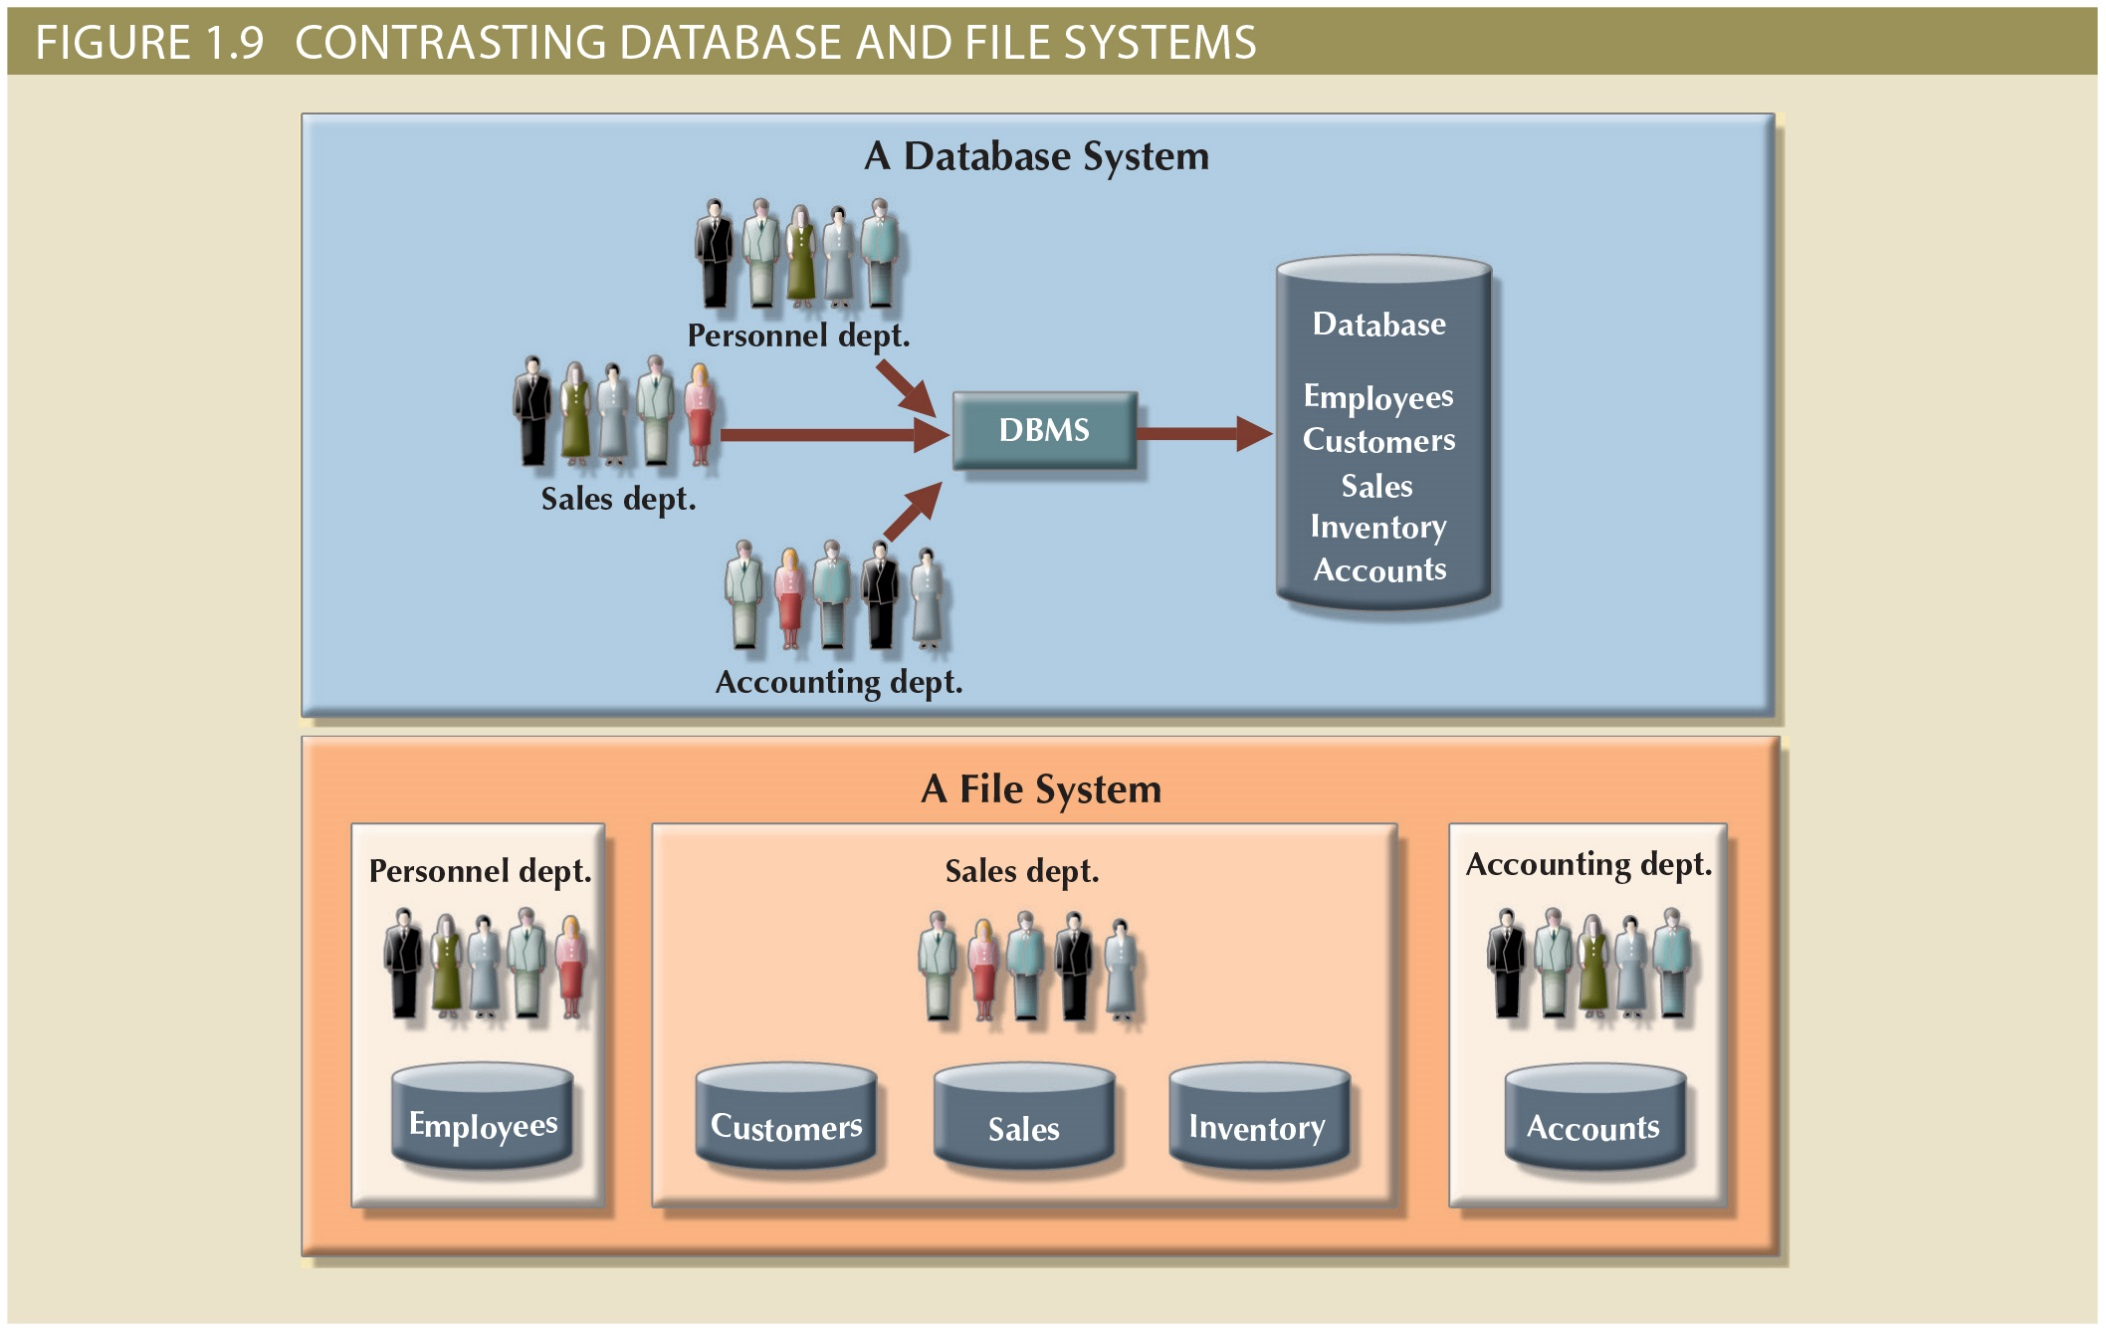 FIGURE 1.9 CONTRASTING DATABASE AND FILE SYSTEMS
A Database System
Personnel dept.
Sales dept.
Accounting dept.
DBMS
Database
Employees
Customers
Sales
Inventory
Accounts
A File System
Personnel dept.
Employees
Sales dept.
Customers
Sales
Inventory
Accounting dept.
Accounts